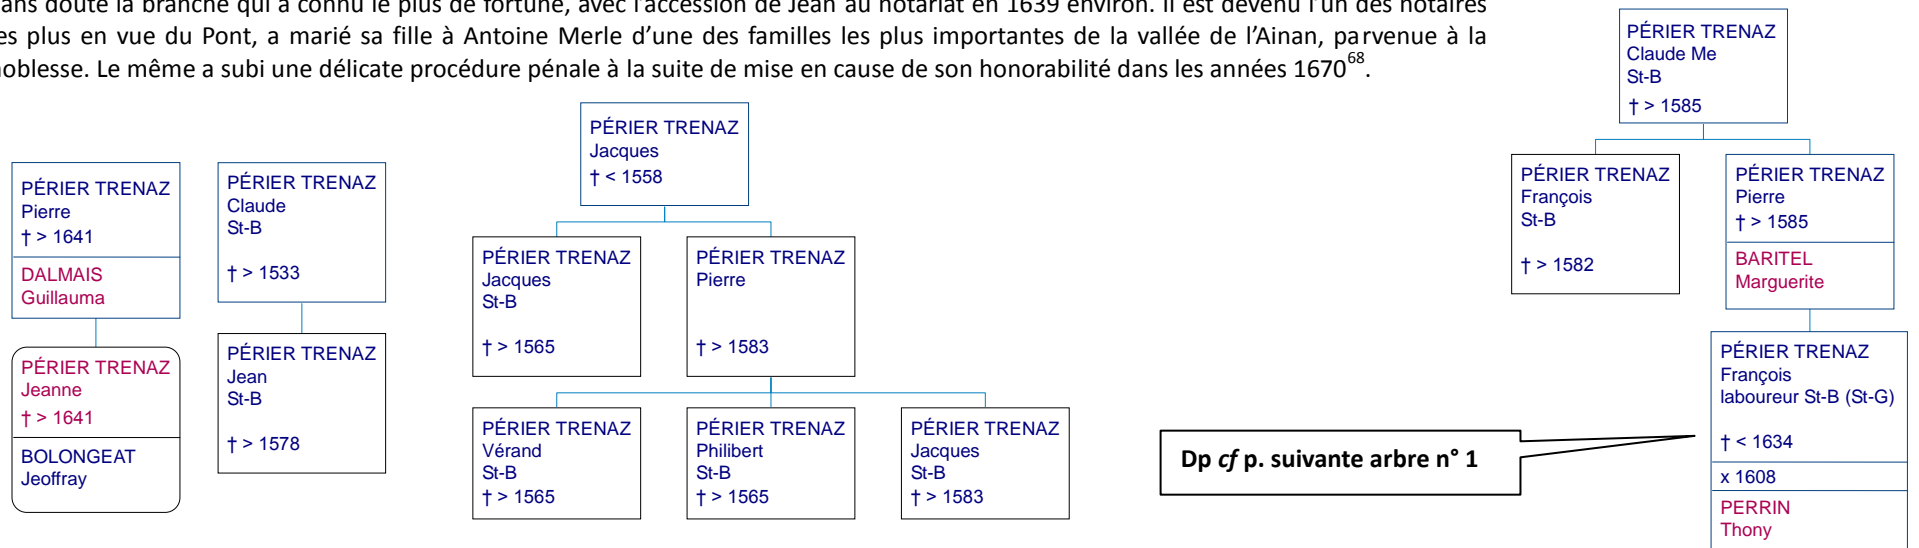 ans doute la branche qui a connu le plus de fortune, avec l'accession de Jean au notariat en 1639 environ. Il est devenu l'un des notaires
es plus en vue du Pont, a marié sa fille à Antoine Merle d'une des familles les plus importantes de la vallée de l'Ainan, parvenue à la
noblesse. Le même a subi une délicate procédure pénale à la suite de mise en cause de son honorabilité dans les années 1670⁶⁸.
PÉRIER TRENAZ
Pierre
† > 1641
DALMAIS
Guillauma
PÉRIER TRENAZ
Jeanne
† > 1641
BOLONGEAT
Jeoffray
PÉRIER TRENAZ
Claude
St-B
† > 1533
PÉRIER TRENAZ
Jean
St-B
† > 1578
PÉRIER TRENAZ
Jacques
† < 1558
PÉRIER TRENAZ
Jacques
St-B
† > 1565
PÉRIER TRENAZ
Pierre
† > 1583
PÉRIER TRENAZ
Vérand
St-B
† > 1565
PÉRIER TRENAZ
Philibert
St-B
† > 1565
PÉRIER TRENAZ
Jacques
St-B
† > 1583
PÉRIER TRENAZ
Claude Me
St-B
† > 1585
PÉRIER TRENAZ
François
St-B
† > 1582
PÉRIER TRENAZ
Pierre
† > 1585
BARITEL
Marguerite
PÉRIER TRENAZ
François
laboureur St-B (St-G)
† < 1634
x 1608
PERRIN
Thony
Dp cf p. suivante arbre n° 1